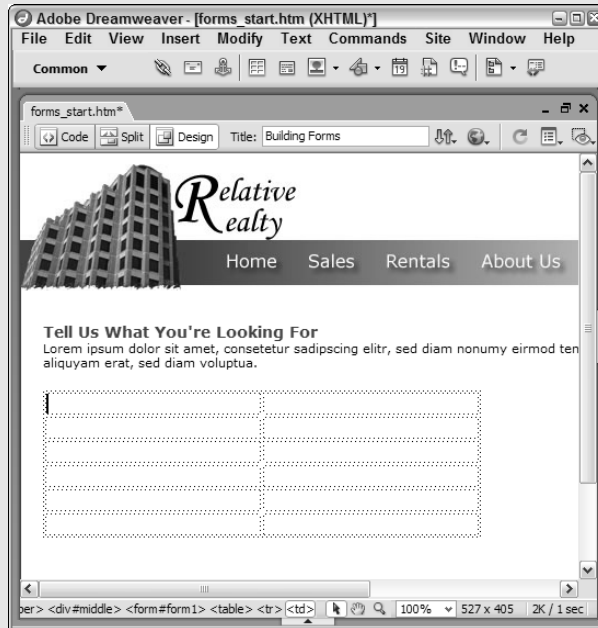 Adobe Dreamweaver - [forms_start.htm (XHTML)*]
File Edit View Insert Modify Text Commands Site Window Help
Common
forms_start.htm*
Code Split Design Title: Building Forms
Relative
Realty
Home Sales Rentals About Us
Tell Us What You're Looking For
Lorem ipsum dolor sit amet, consetetur sadipscing elitr, sed diam nonumy eirmod ten
aliquyam erat, sed diam voluptua.
per> <div#middle> <form#form1> <table> <tr> <td> 100% 527 x 405 2K / 1 sec